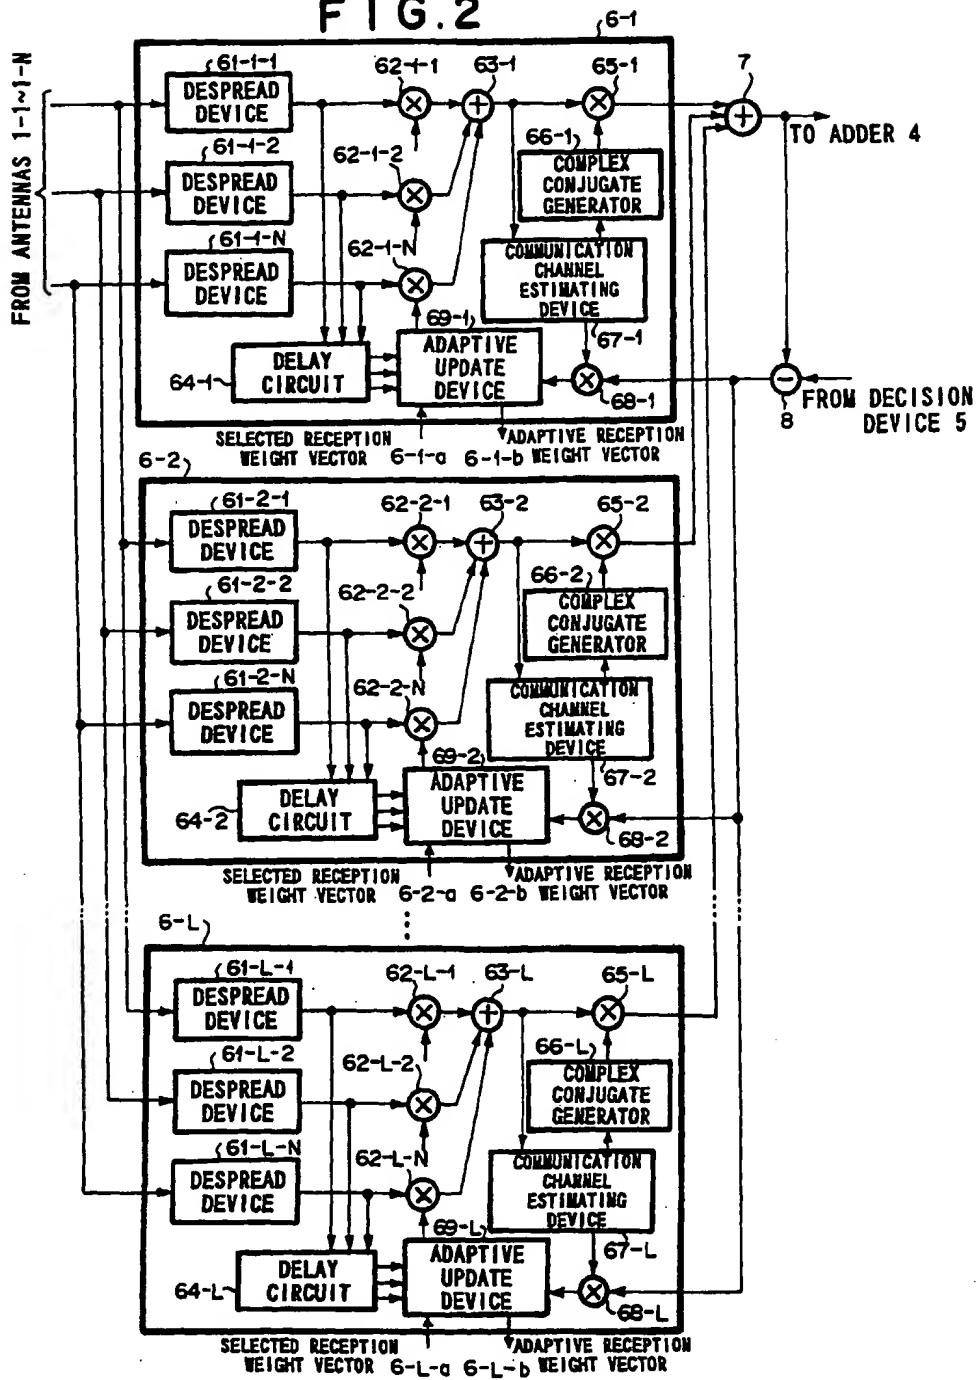 FIG.2
6-1
FROM ANTENNAS 1-1~1-N
61-1-1
DESPREAD
DEVICE
62-1-1
63-1
65-1
7
TO ADDER 4
61-1-2
DESPREAD
DEVICE
62-1-2
66-1
COMPLEX
CONJUGATE
GENERATOR
61-1-N
DESPREAD
DEVICE
62-1-N
COMMUNICATION
CHANNEL
ESTIMATING
DEVICE
67-1
64-1
DELAY
CIRCUIT
69-1
ADAPTIVE
UPDATE
DEVICE
68-1
8
FROM DECISION
DEVICE 5
SELECTED RECEPTION
WEIGHT VECTOR
6-1-a
6-1-b
ADAPTIVE RECEPTION
WEIGHT VECTOR
6-2
61-2-1
DESPREAD
DEVICE
62-2-1
63-2
65-2
61-2-2
DESPREAD
DEVICE
62-2-2
66-2
COMPLEX
CONJUGATE
GENERATOR
61-2-N
DESPREAD
DEVICE
62-2-N
COMMUNICATION
CHANNEL
ESTIMATING
DEVICE
67-2
64-2
DELAY
CIRCUIT
69-2
ADAPTIVE
UPDATE
DEVICE
68-2
SELECTED RECEPTION
WEIGHT VECTOR
6-2-a
6-2-b
ADAPTIVE RECEPTION
WEIGHT VECTOR
6-L
61-L-1
DESPREAD
DEVICE
62-L-1
63-L
65-L
61-L-2
DESPREAD
DEVICE
62-L-2
66-L
COMPLEX
CONJUGATE
GENERATOR
61-L-N
DESPREAD
DEVICE
62-L-N
COMMUNICATION
CHANNEL
ESTIMATING
DEVICE
67-L
64-L
DELAY
CIRCUIT
69-L
ADAPTIVE
UPDATE
DEVICE
68-L
SELECTED RECEPTION
WEIGHT VECTOR
6-L-a
6-L-b
ADAPTIVE RECEPTION
WEIGHT VECTOR